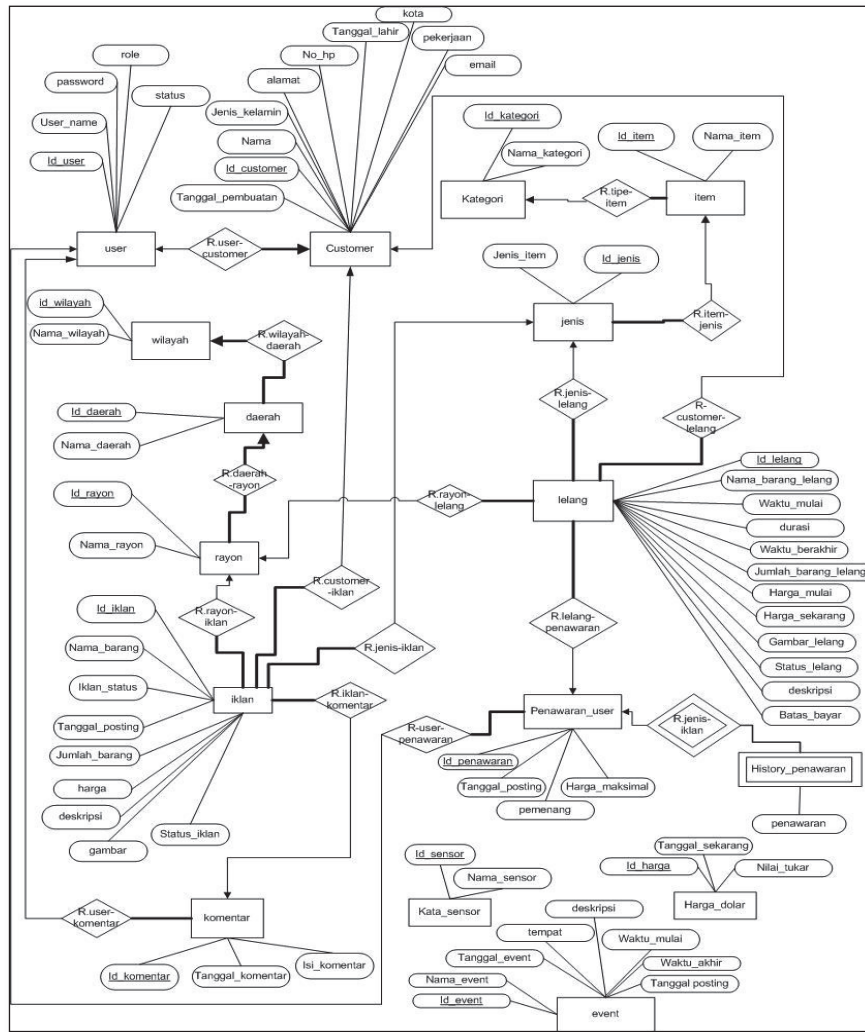 kota
role
Tanggal_lahir
pekerjaan
No_hp
password
email
alamat
status
Jenis_kelamin
User_name
Nama
Id_user
Id_customer
Tanggal_pembuatan
Id_kategori
Id_item
Nama_item
Nama_kategori
Kategori
R.tipe-
item
item
user
R.user-
customer
Customer
Jenis_item
Id_jenis
id_wilayah
Nama_wilayah
wilayah
R.wilayah-
daerah
jenis
R.item-
jenis
Id_daerah
daerah
Nama_daerah
R.jenis-
lelang
R-
customer-
lelang
R.daerah
-rayon
Id_rayon
Nama_rayon
rayon
R.rayon-
lelang
lelang
Id_lelang
Nama_barang_lelang
Waktu_mulai
durasi
Waktu_berakhir
Jumlah_barang_lelang
Harga_mulai
Harga_sekarang
Gambar_lelang
Status_lelang
deskripsi
Batas_bayar
R.customer
-iklan
R.rayon-
iklan
Id_iklan
Nama_barang
Iklan_status
Tanggal_posting
Jumlah_barang
harga
deskripsi
gambar
Status_iklan
iklan
R.jenis-iklan
R.iklan-
komentar
R.lelang-
penawaran
Penawaran_user
R-user-
penawaran
Id_penawaran
Tanggal_posting
pemenang
Harga_maksimal
R.jenis-
iklan
History_penawaran
penawaran
Id_sensor
Nama_sensor
Kata_sensor
Tanggal_sekarang
Id_harga
Nilai_tukar
Harga_dolar
R.user-
komentar
komentar
Id_komentar
Tanggal_komentar
Isi_komentar
deskripsi
tempat
Waktu_mulai
Tanggal_event
Waktu_akhir
Nama_event
Tanggal posting
Id_event
event